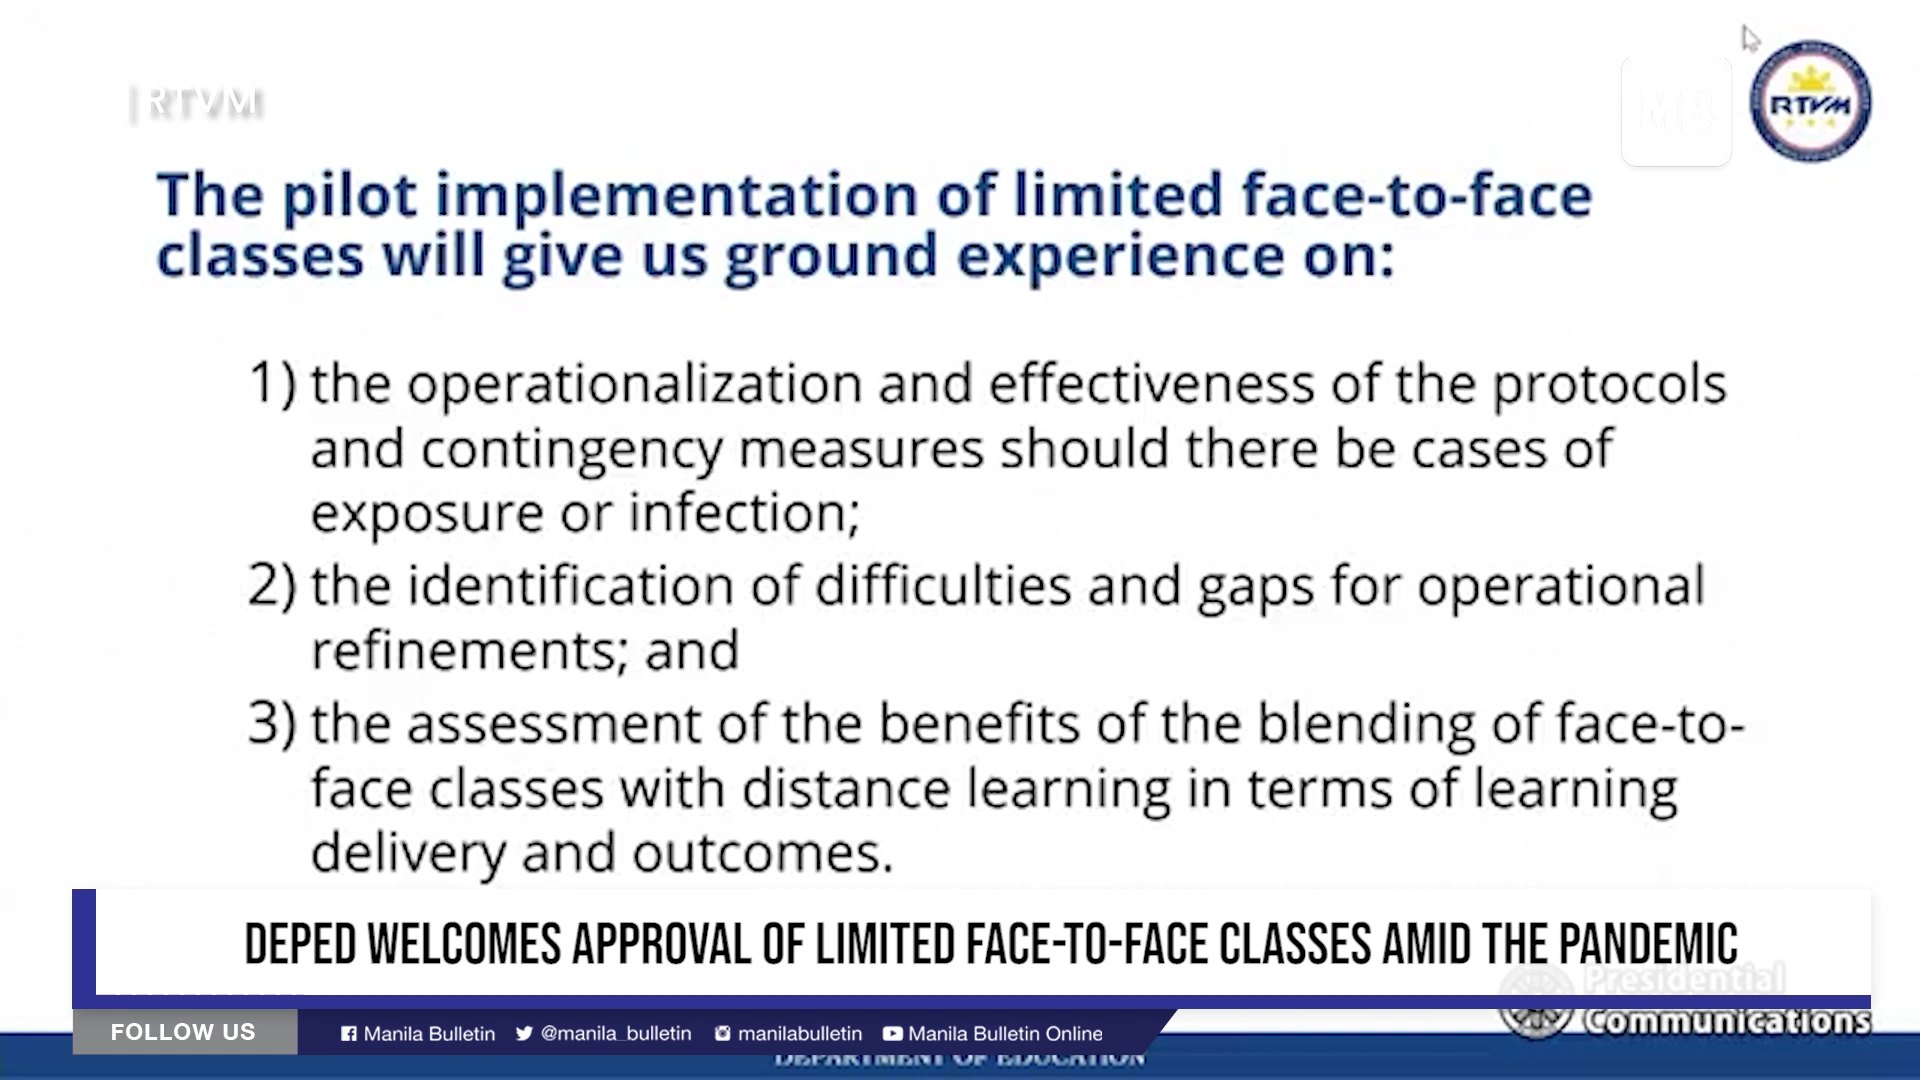 | RTVM
MB
RTVM
The pilot implementation of limited face-to-face
classes will give us ground experience on:
1) the operationalization and effectiveness of the protocols
and contingency measures should there be cases of
exposure or infection;
2) the identification of difficulties and gaps for operational
refinements; and
3) the assessment of the benefits of the blending of face-to-
face classes with distance learning in terms of learning
delivery and outcomes.
DEPED WELCOMES APPROVAL OF LIMITED FACE-TO-FACE CLASSES AMID THE PANDEMIC
Presidential
Communications
FOLLOW US
Manila Bulletin
@manila_bulletin
manilabulletin
Manila Bulletin Online
DEPARTMENT OF EDUCATION